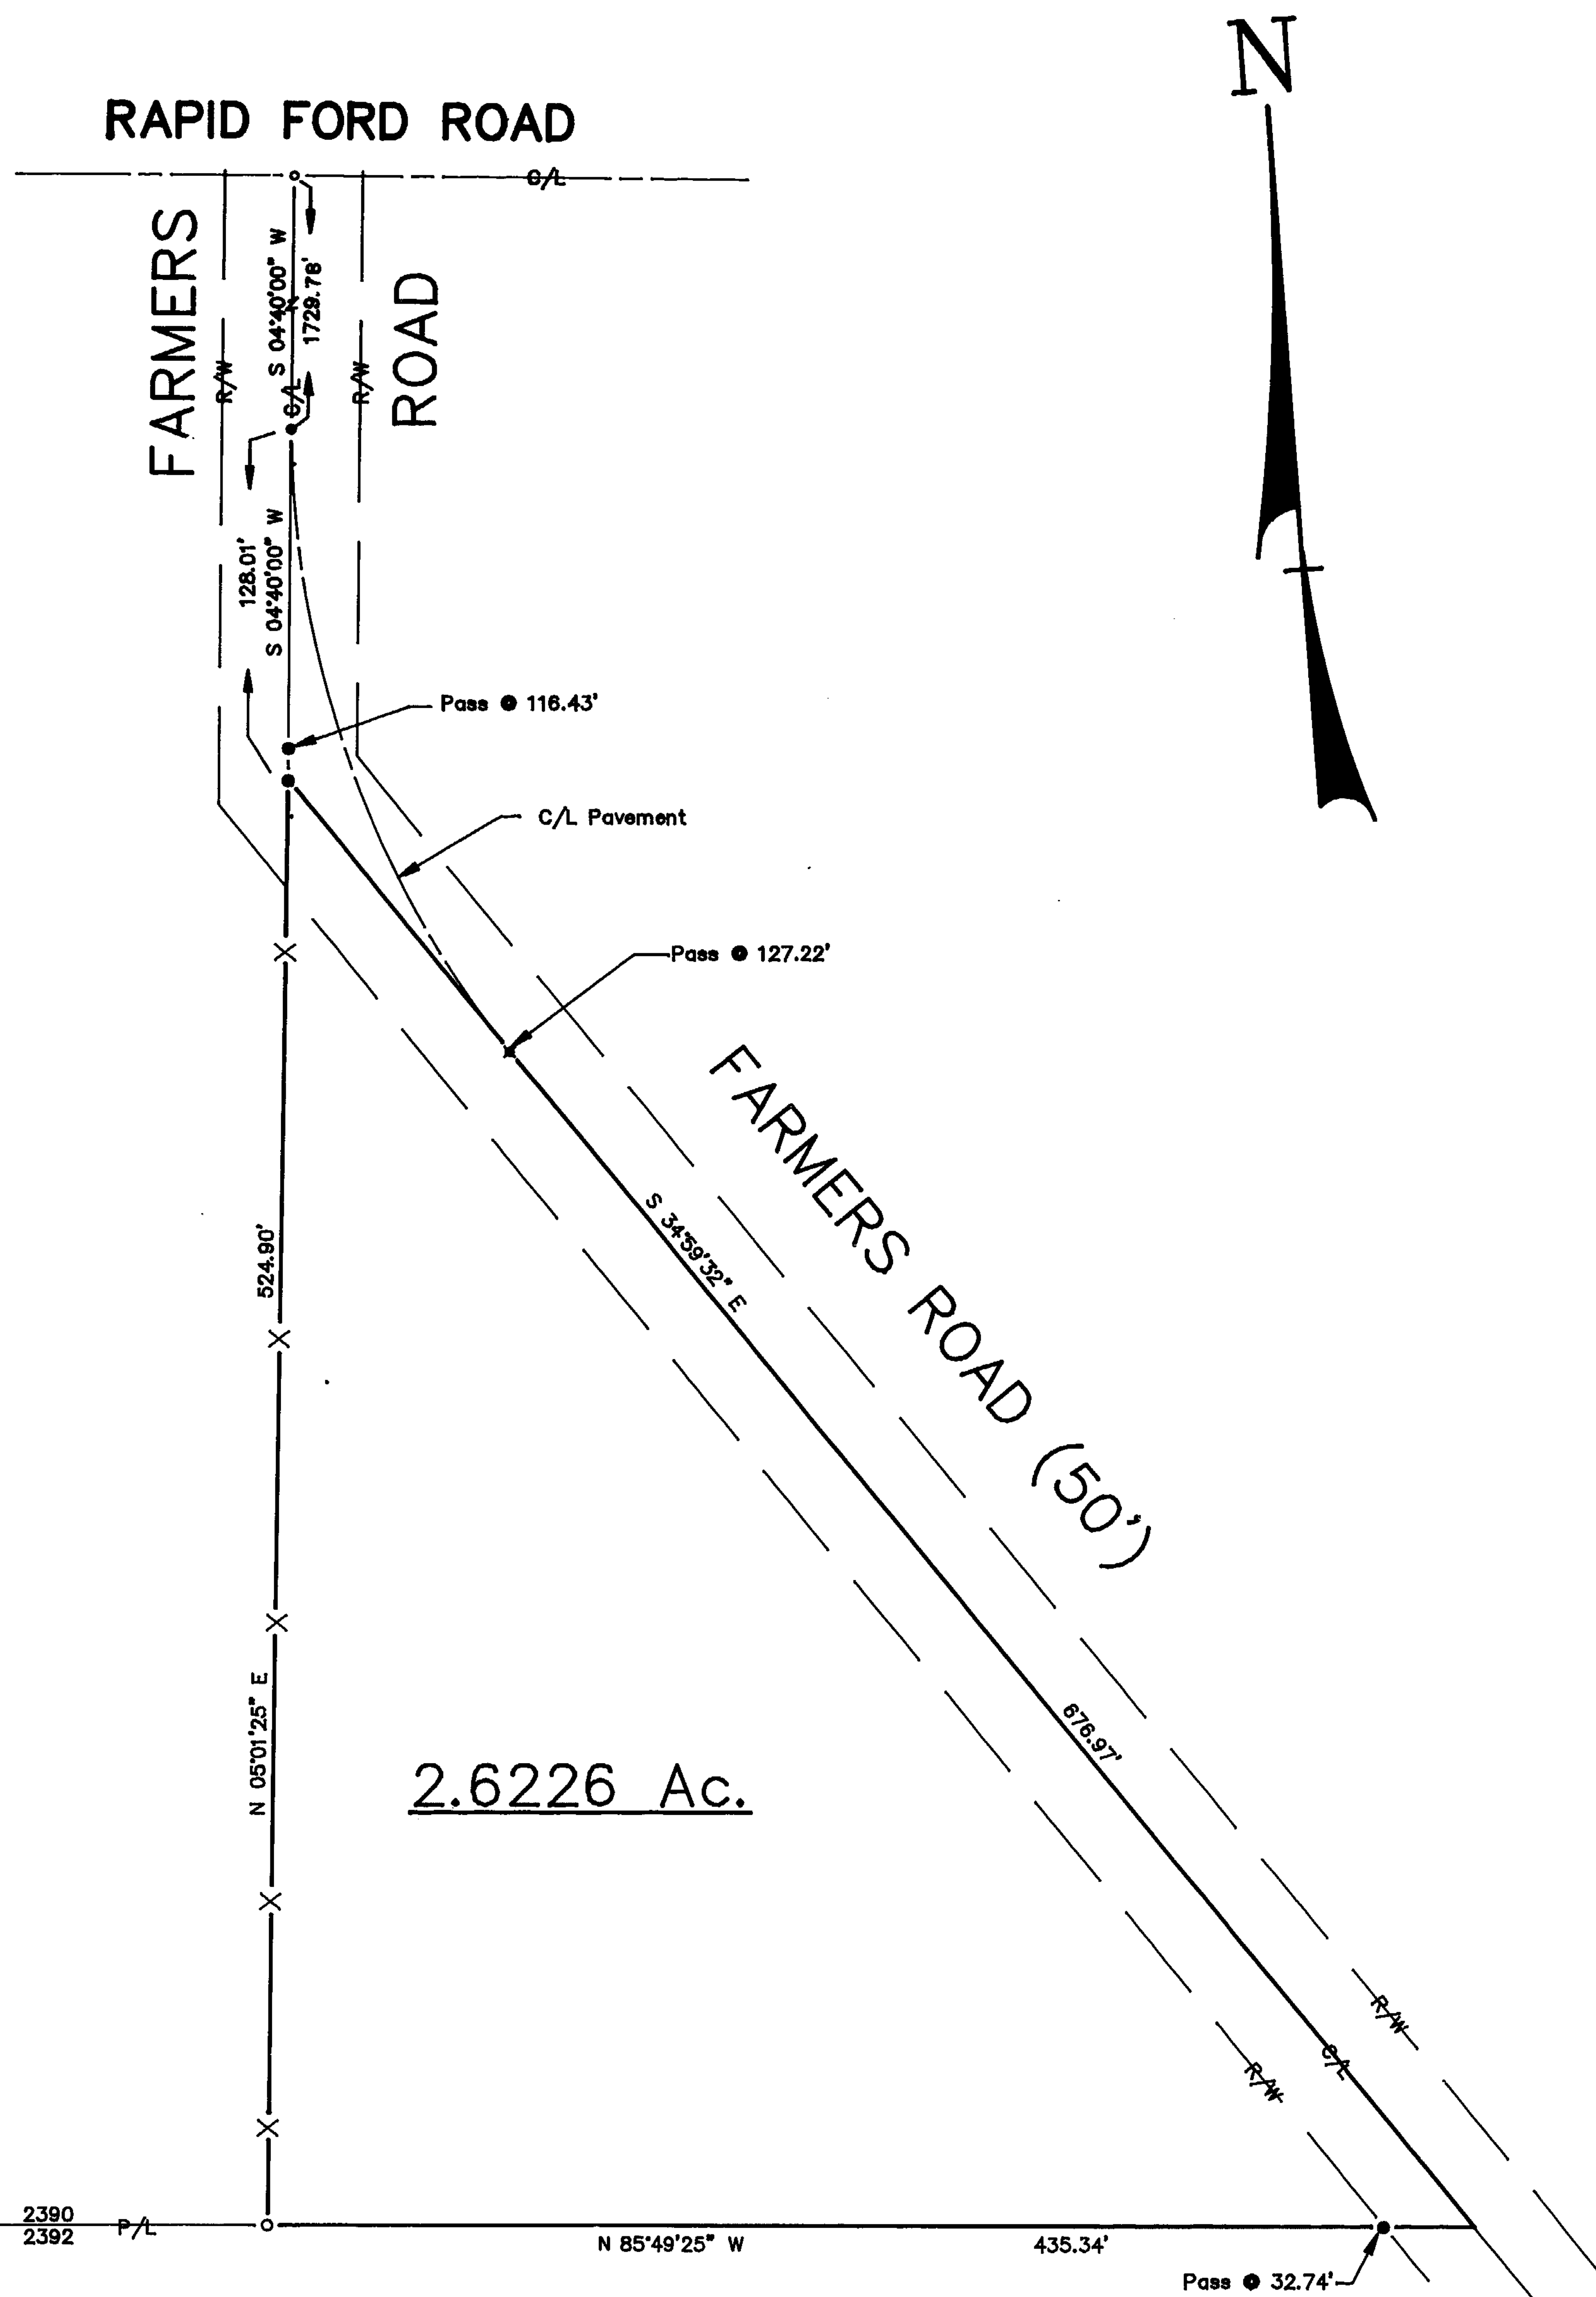 N
RAPID FORD ROAD
C/L
FARMERS
ROAD
R/W
R/W
S 04°40'00" W
1729.78'
C/L
128.01'
S 04°40'00" W
Pass @ 116.43'
C/L Pavement
Pass @ 127.22'
FARMERS ROAD (50')
S 34°59'32" E
524.90'
676.97'
N 05°01'25" E
2.6226 Ac.
R/W
C/L
R/W
2390
P/L
2392
N 85°49'25" W
435.34'
Pass @ 32.74'